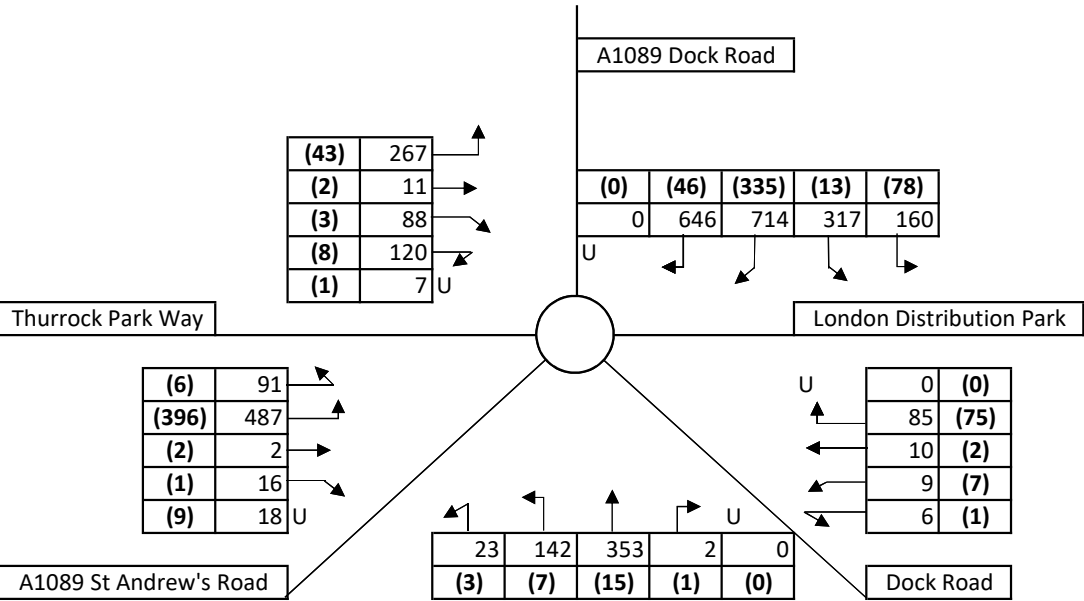 A1089 Dock Road
(43) 267
(2) 11
(3) 88
(8) 120
(1) 7 U
(0) (46) (335) (13) (78)
0 646 714 317 160
U
Thurrock Park Way
London Distribution Park
(6) 91
(396) 487
(2) 2
(1) 16
(9) 18 U
U 0 (0)
85 (75)
10 (2)
9 (7)
6 (1)
U
23 142 353 2 0
(3) (7) (15) (1) (0)
A1089 St Andrew's Road
Dock Road